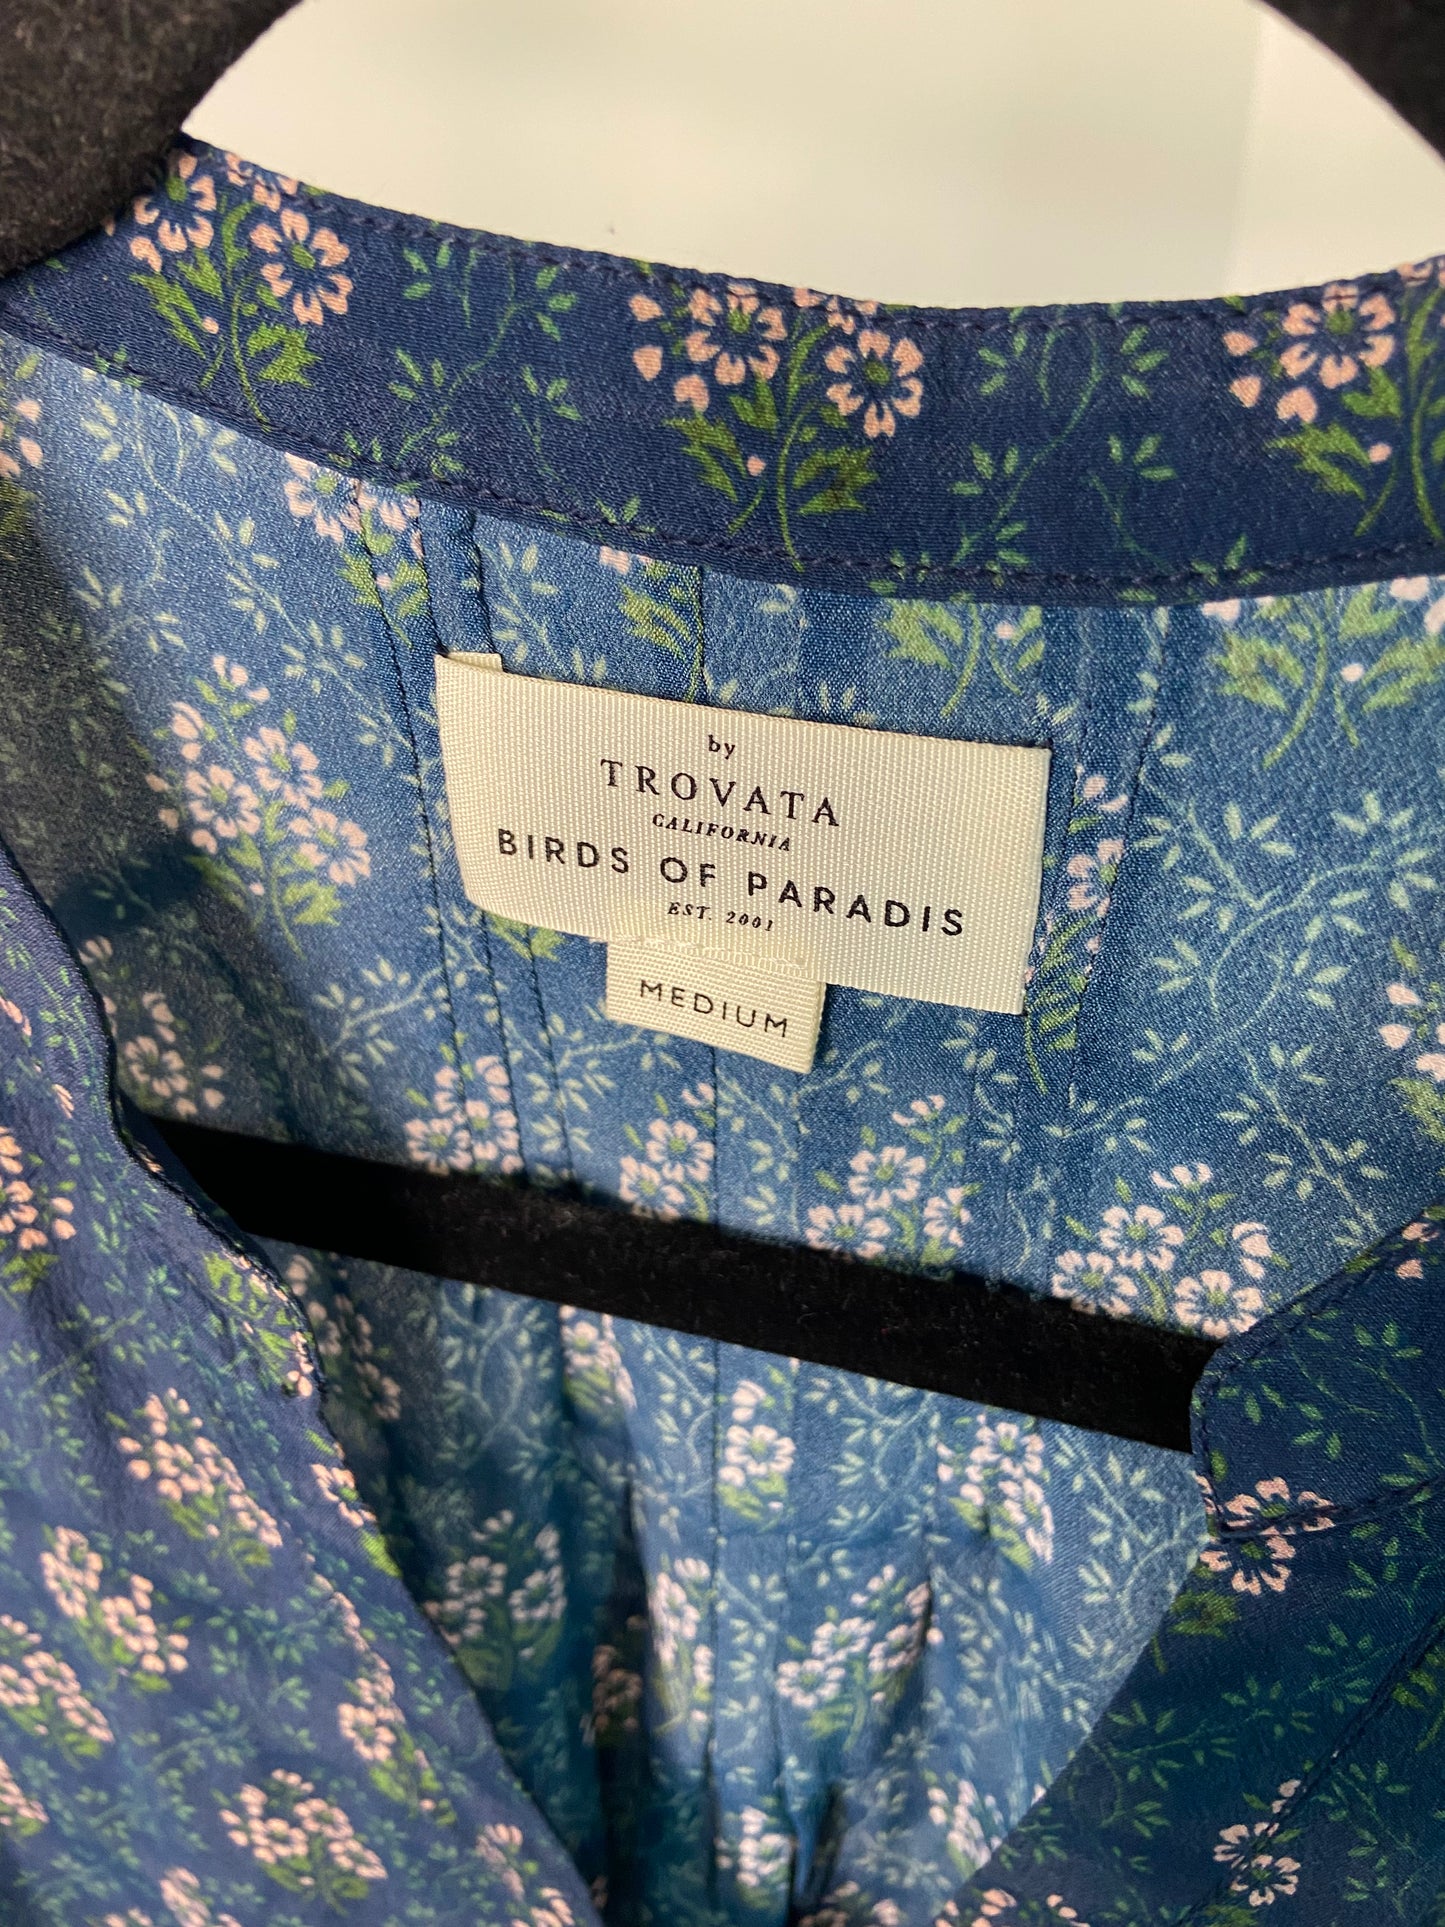 by
TROVATA
CALIFORNIA
BIRDS OF PARADIS
EST. 2001
MEDIUM